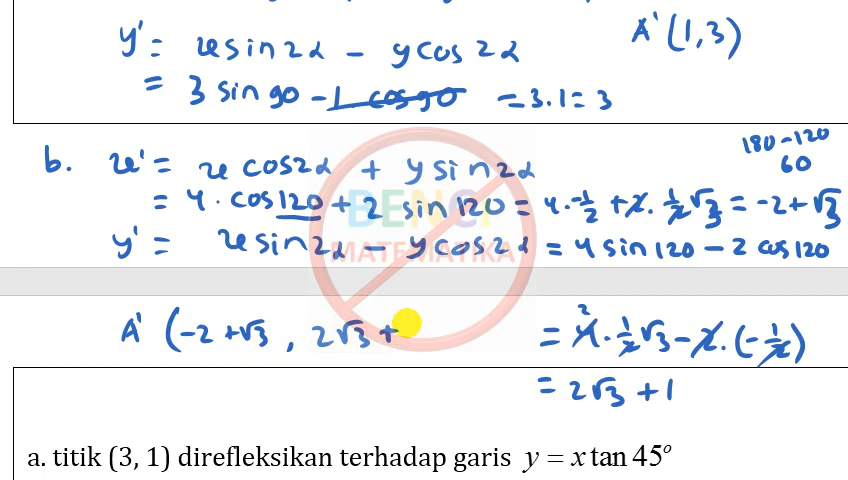 y' = x sin 2α − y cos 2α
A' (1,3)
= 3 sin 90 − 1 cos 90 = 3.1 = 3
180 − 120
60
b. x' = x cos 2α + y sin 2α
= 4 . cos 120 + 2 sin 120 = 4 . -1/2 + 2 . 1/2 √3 = -2 + √3
y' = x sin 2α − y cos 2α = 4 sin 120 − 2 cos 120
BENCI
MATEMATIKA
A' (-2 + √3 , 2√3 +
2
= 4 . 1/2 √3 − 2 . (-1/2)
= 2√3 + 1
a. titik (3, 1) direfleksikan terhadap garis y = x tan 45°